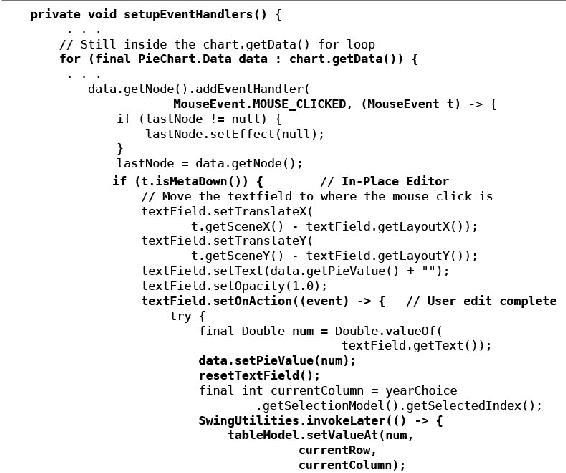 private void setupEventHandlers() {
. . .
// Still inside the chart.getData() for loop
for (final PieChart.Data data : chart.getData()) {
. . .
data.getNode().addEventHandler(
MouseEvent.MOUSE_CLICKED, (MouseEvent t) -> {
if (lastNode != null) {
lastNode.setEffect(null);
}
lastNode = data.getNode();
if (t.isMetaDown()) { // In-Place Editor
// Move the textfield to where the mouse click is
textField.setTranslateX(
t.getSceneX() - textField.getLayoutX());
textField.setTranslateY(
t.getSceneY() - textField.getLayoutY());
textField.setText(data.getPieValue() + "");
textField.setOpacity(1.0);
textField.setOnAction((event) -> { // User edit complete
try {
final Double num = Double.valueOf(
textField.getText());
data.setPieValue(num);
resetTextField();
final int currentColumn = yearChoice
.getSelectionModel().getSelectedIndex();
SwingUtilities.invokeLater(() -> {
tableModel.setValueAt(num,
currentRow,
currentColumn);